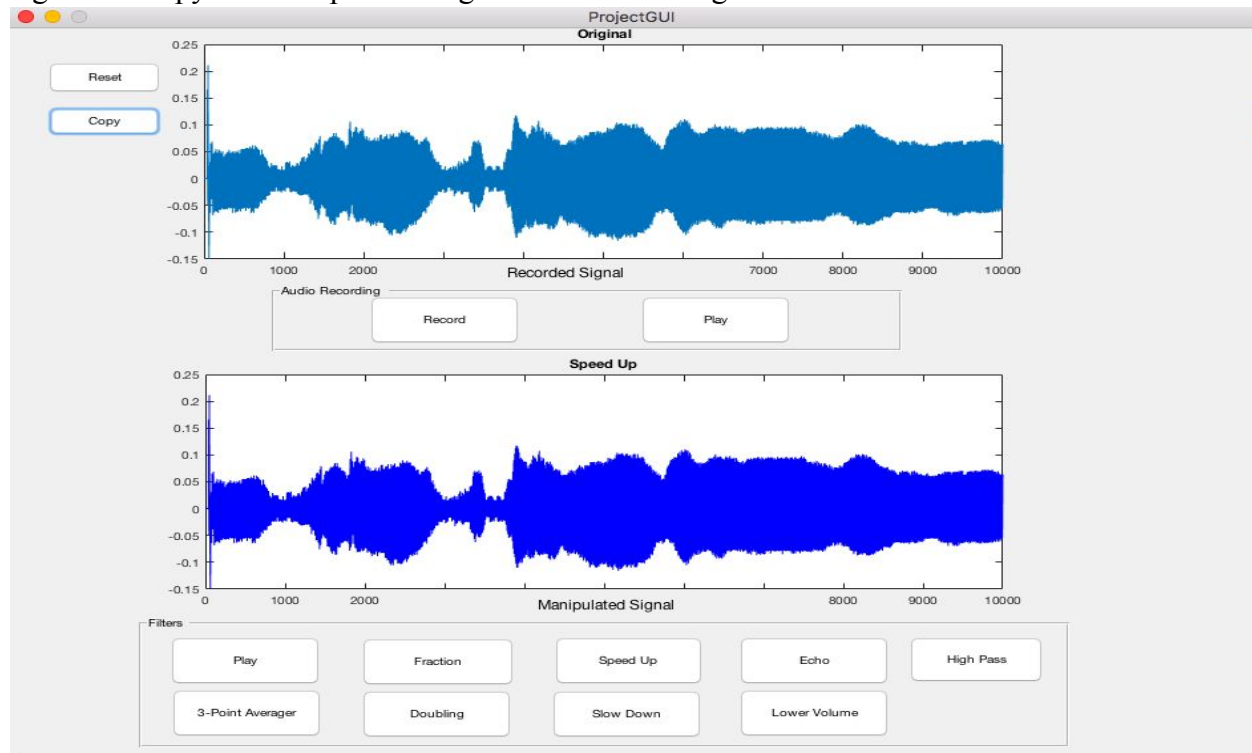 ProjectGUI
Original
Reset
Copy
0.25
0.2
0.15
0.1
0.05
0
-0.05
-0.1
-0.15
0 1000 2000 Recorded Signal 7000 8000 9000 10000
Audio Recording
Record Play
Speed Up
0.25
0.2
0.15
0.1
0.05
0
-0.05
-0.1
-0.15
0 1000 2000 Manipulated Signal 8000 9000 10000
Filters
Play Fraction Speed Up Echo High Pass
3-Point Averager Doubling Slow Down Lower Volume